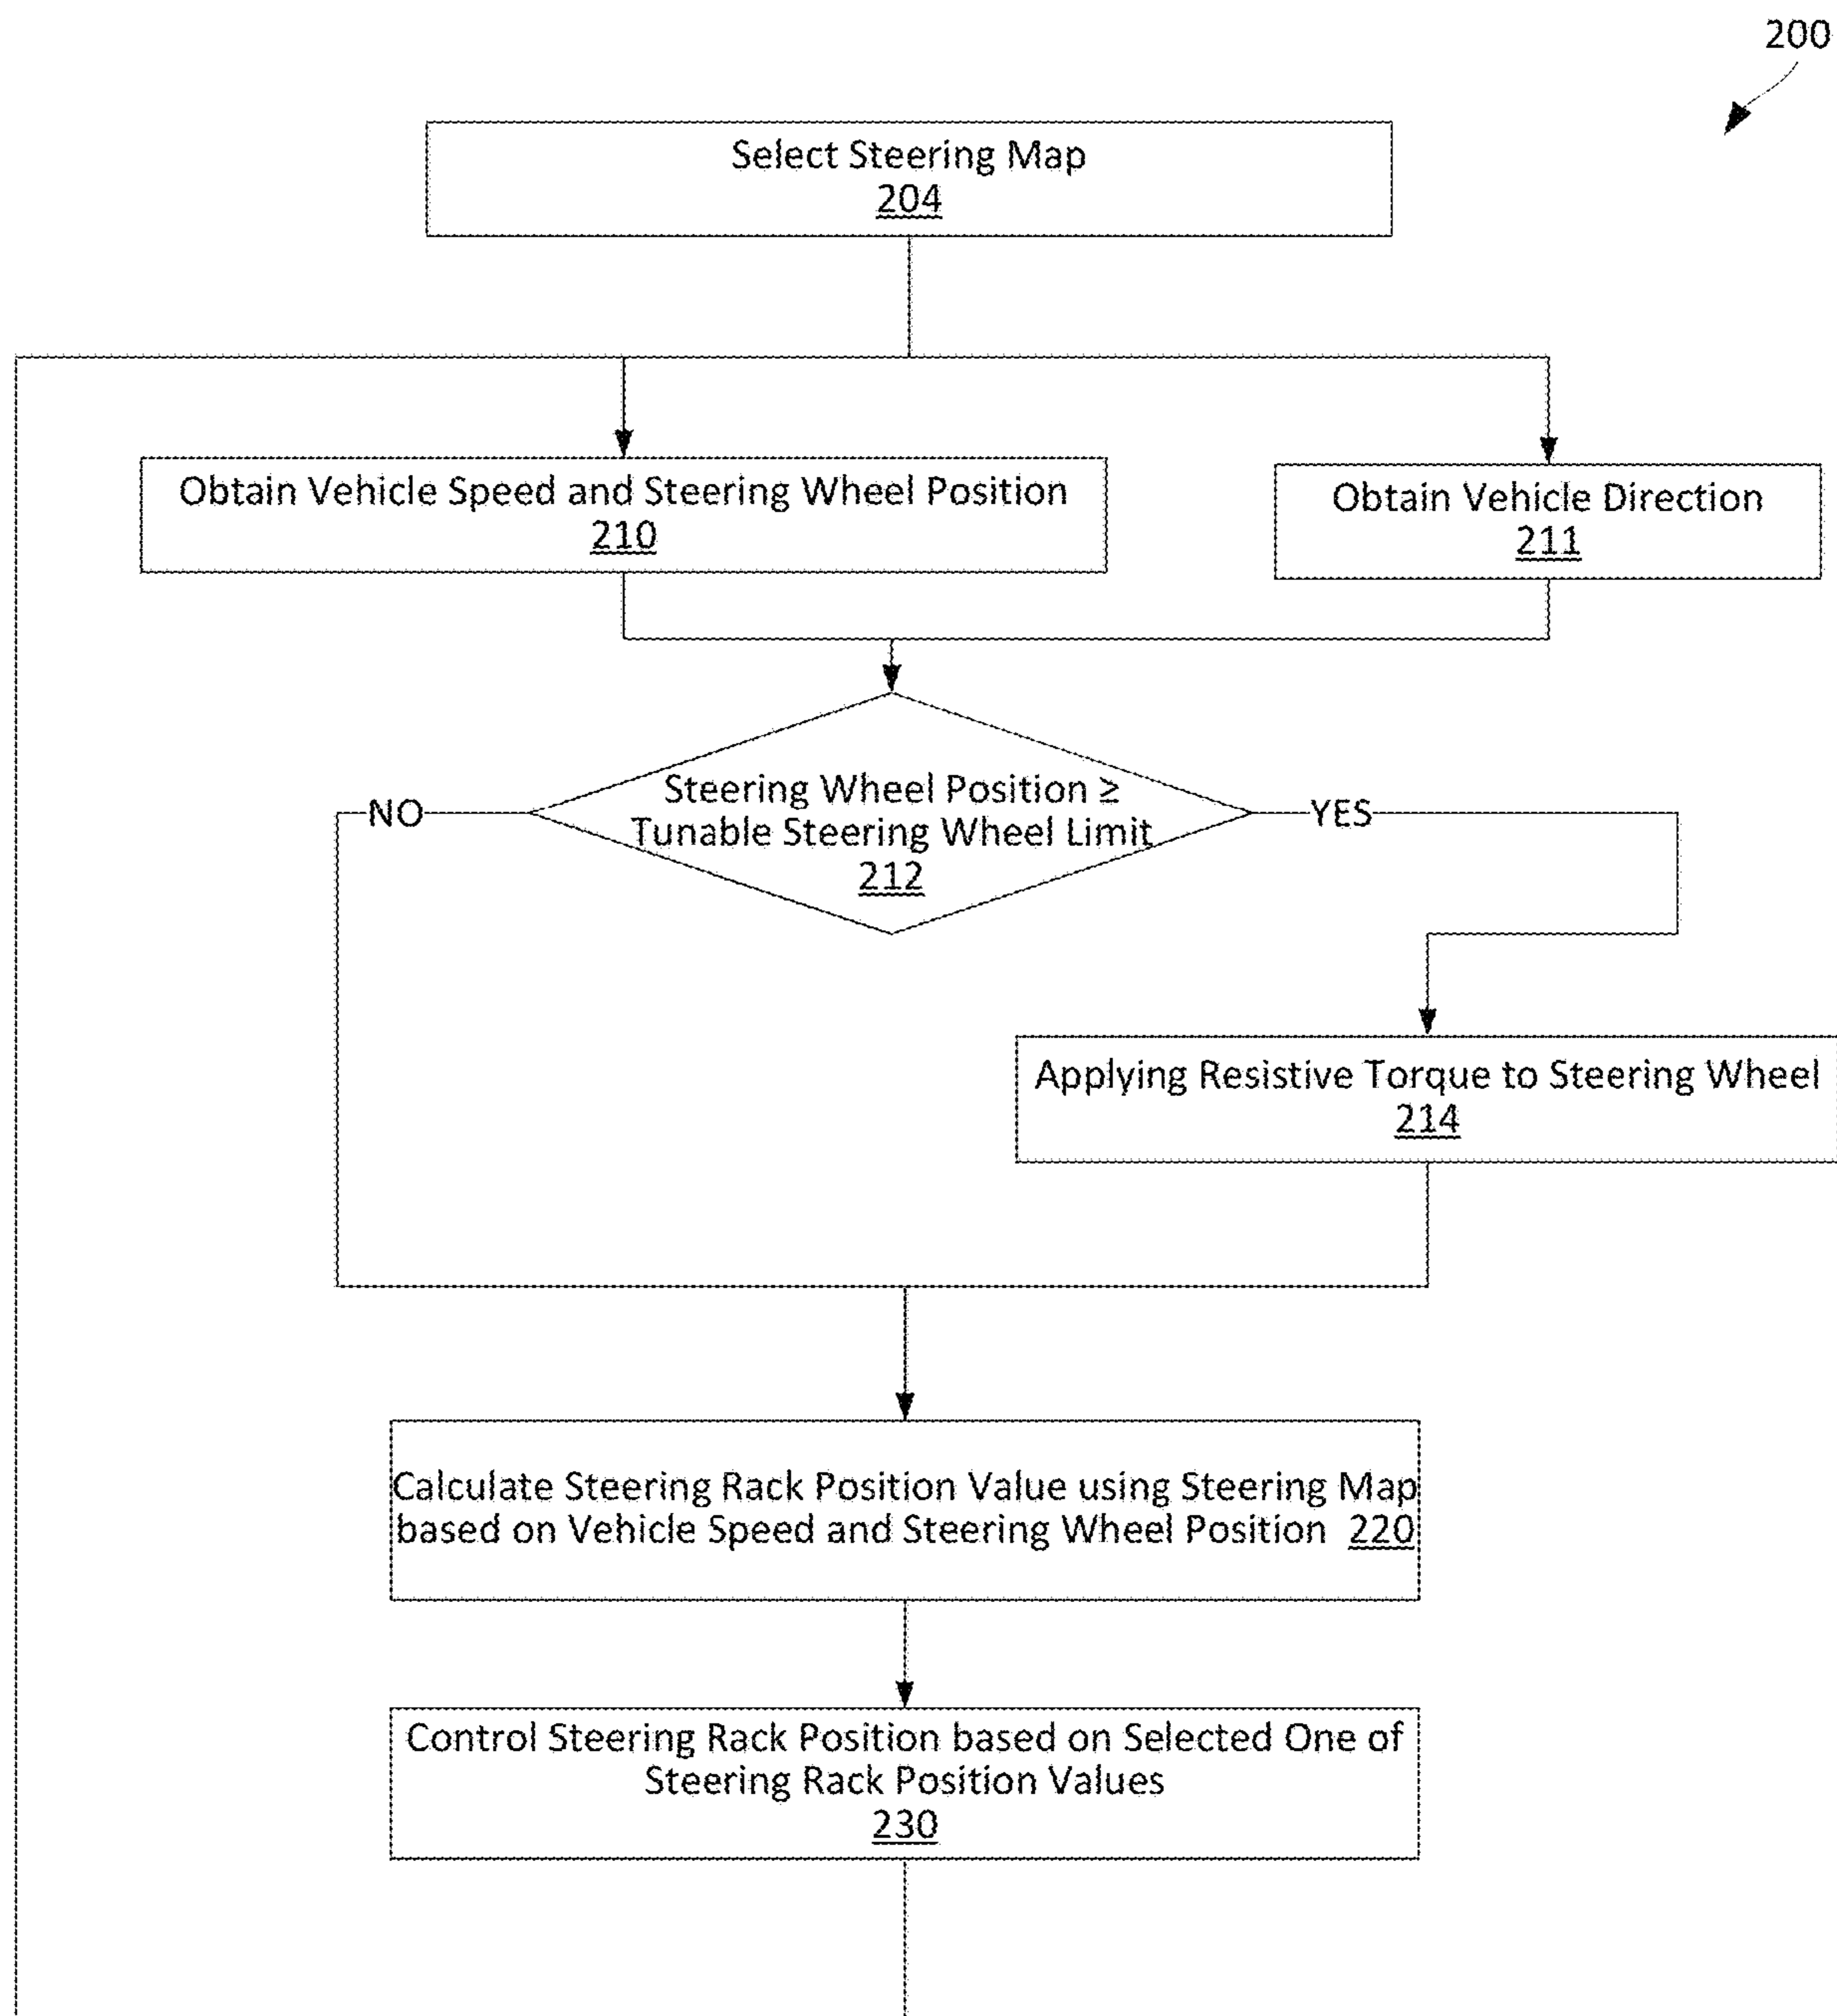 200
Select Steering Map
204
Obtain Vehicle Speed and Steering Wheel Position
210
Obtain Vehicle Direction
211
Steering Wheel Position ≥
Tunable Steering Wheel Limit
212
NO
YES
Applying Resistive Torque to Steering Wheel
214
Calculate Steering Rack Position Value using Steering Map
based on Vehicle Speed and Steering Wheel Position 220
Control Steering Rack Position based on Selected One of
Steering Rack Position Values
230